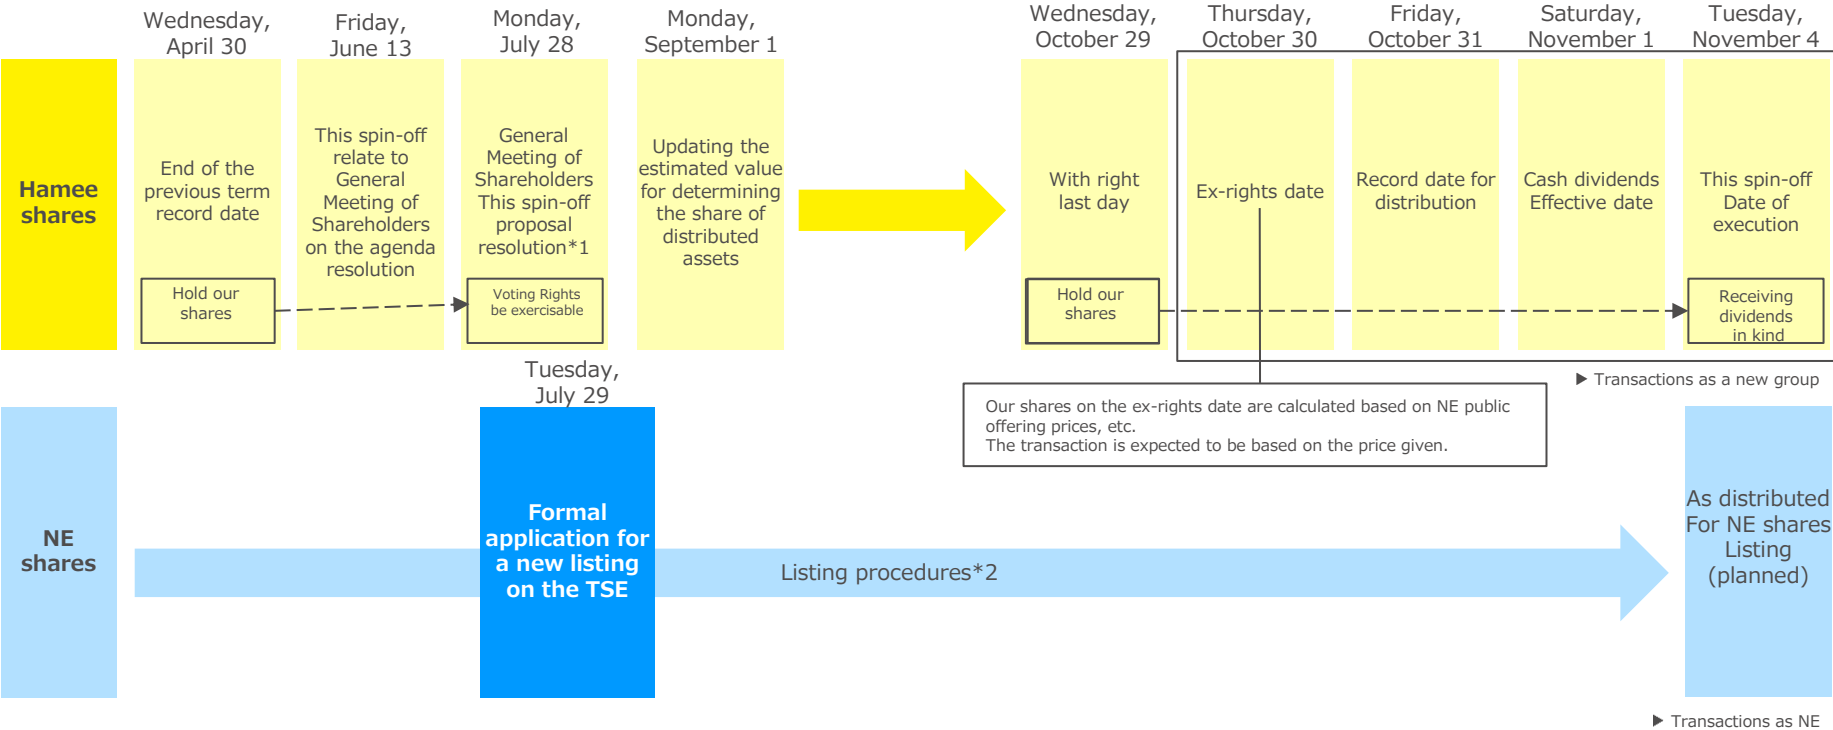 Wednesday,
April 30
Friday,
June 13
Monday,
July 28
Monday,
September 1
Wednesday,
October 29
Thursday,
October 30
Friday,
October 31
Saturday,
November 1
Tuesday,
November 4
Hamee
shares
End of the
previous term
record date
Hold our
shares
This spin-off
relate to
General
Meeting of
Shareholders
on the agenda
resolution
General
Meeting of
Shareholders
This spin-off
proposal
resolution*1
Voting Rights
be exercisable
Updating the
estimated value
for determining
the share of
distributed
assets
With right
last day
Hold our
shares
Ex-rights date
Record date for
distribution
Cash dividends
Effective date
This spin-off
Date of
execution
Receiving
dividends
in kind
▶ Transactions as a new group
Our shares on the ex-rights date are calculated based on NE public
offering prices, etc.
The transaction is expected to be based on the price given.
Tuesday,
July 29
NE
shares
Formal
application for
a new listing
on the TSE
Listing procedures*2
As distributed
For NE shares
Listing
(planned)
▶ Transactions as NE